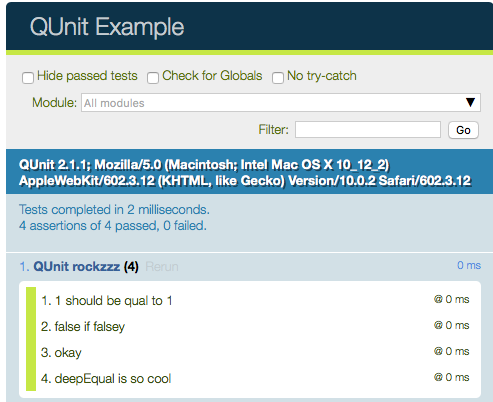 QUnit Example
Hide passed tests Check for Globals No try-catch
Module: All modules
Filter: Go
QUnit 2.1.1; Mozilla/5.0 (Macintosh; Intel Mac OS X 10_12_2)
AppleWebKit/602.3.12 (KHTML, like Gecko) Version/10.0.2 Safari/602.3.12
Tests completed in 2 milliseconds.
4 assertions of 4 passed, 0 failed.
1. QUnit rockzzz (4) Rerun 0 ms
1. 1 should be qual to 1 @ 0 ms
2. false if falsey @ 0 ms
3. okay @ 0 ms
4. deepEqual is so cool @ 0 ms